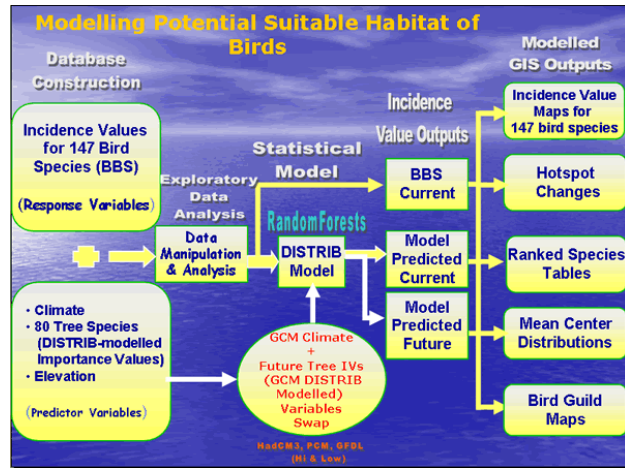 Modelling Potential Suitable Habitat of
Birds
Database
Construction
Incidence Values
for 147 Bird
Species (BBS)
(Response Variables)
• Climate
• 80 Tree Species
(DISTRIB-modelled
Importance Values)
• Elevation
(Predictor Variables)
Exploratory
Data
Analysis
Data
Manipulation
& Analysis
Statistical
Model
RandomForests
DISTRIB
Model
GCM Climate
+
Future Tree IVs
(GCM DISTRIB
Modelled)
Variables
Swap
HadCM3, PCM, GFDL
(Hi & Low)
Incidence
Value Outputs
BBS
Current
Model
Predicted
Current
Model
Predicted
Future
Modelled
GIS Outputs
Incidence Value
Maps for
147 bird species
Hotspot
Changes
Ranked Species
Tables
Mean Center
Distributions
Bird Guild
Maps